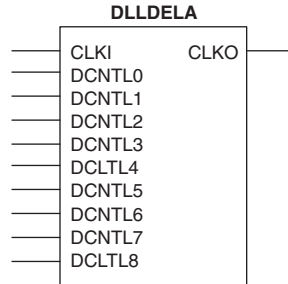 DLLDELA
CLKI CLKO
DCNTL0
DCNTL1
DCNTL2
DCNTL3
DCLTL4
DCNTL5
DCNTL6
DCNTL7
DCLTL8